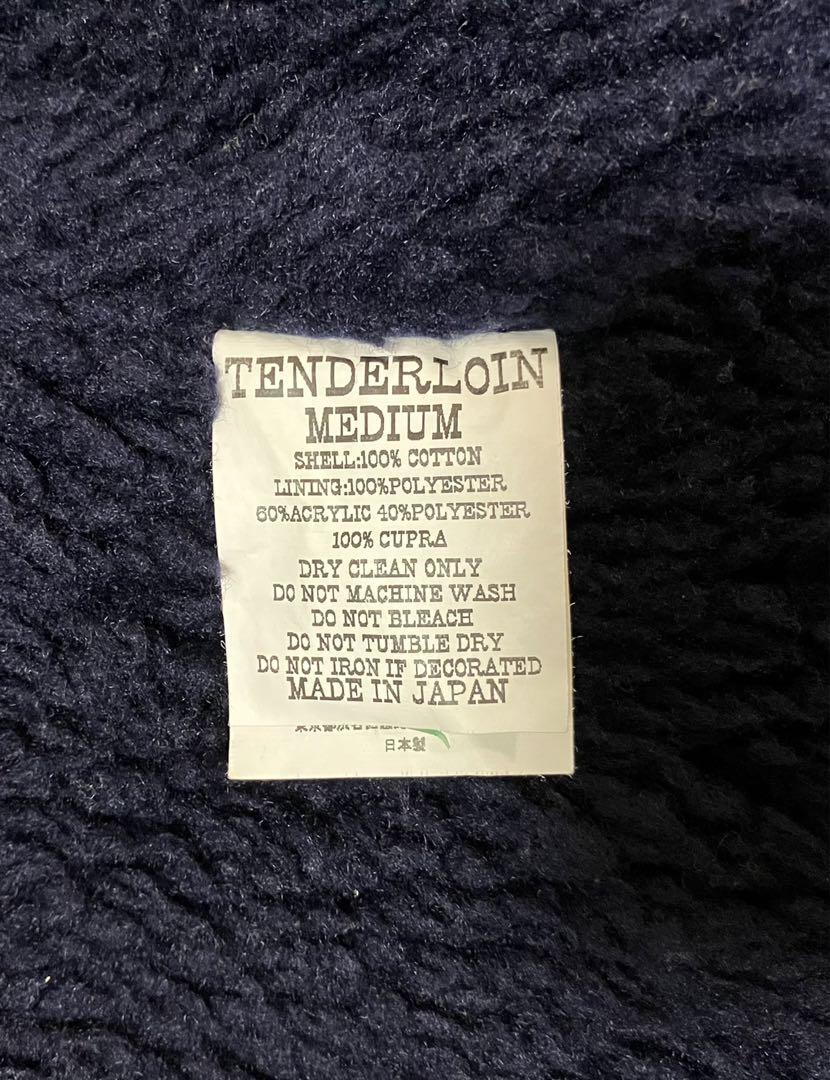 TENDERLOIN
MEDIUM
SHELL:100% COTTON
LINING:100%POLYESTER
60%ACRYLIC 40%POLYESTER
100% CUPRA
DRY CLEAN ONLY
DO NOT MACHINE WASH
DO NOT BLEACH
DO NOT TUMBLE DRY
DO NOT IRON IF DECORATED
MADE IN JAPAN
日本製